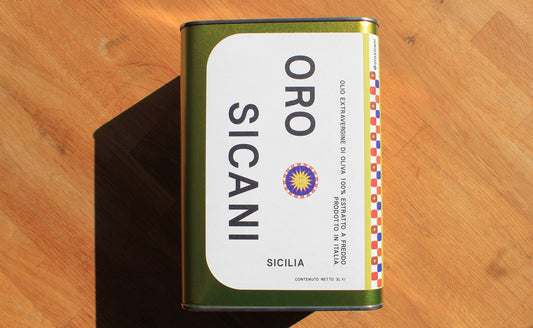 ORO
SICANI
OLIO EXTRAVERGINE DI OLIVA 100% ESTRATTO A FREDDO
PRODOTTO IN ITALIA
SICILIA
CONTENUTO NETTO 3L e